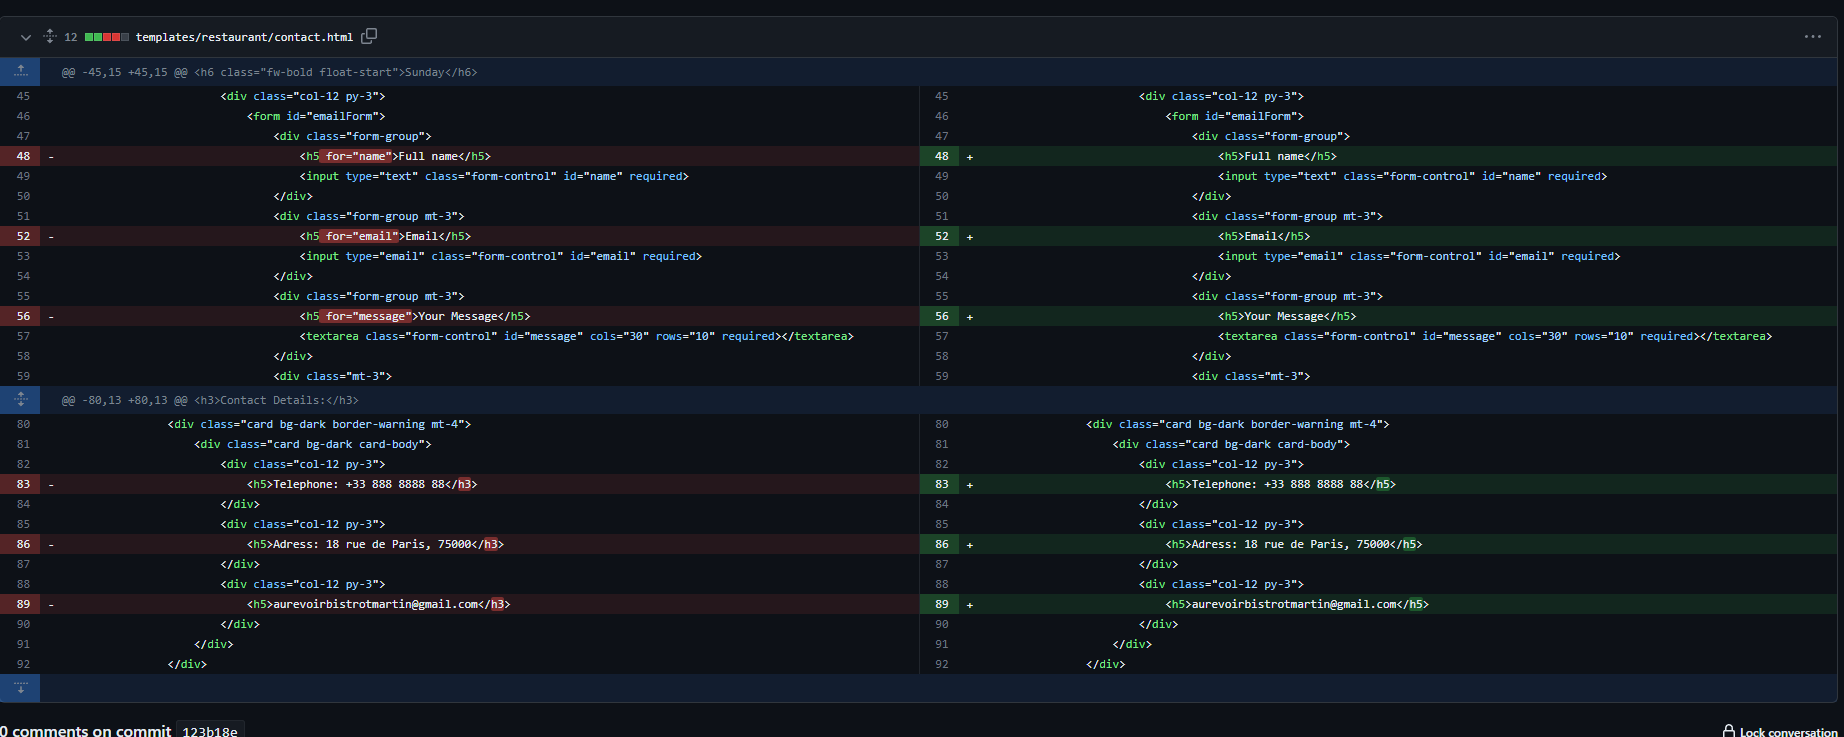 12 templates/restaurant/contact.html
@@ -45,15 +45,15 @@ <h6 class="fw-bold float-start">Sunday</h6>
45 <div class="col-12 py-3">
46 <form id="emailForm">
47 <div class="form-group">
48 - <h5 for="name">Full name</h5>
49 <input type="text" class="form-control" id="name" required>
50 </div>
51 <div class="form-group mt-3">
52 - <h5 for="email">Email</h5>
53 <input type="email" class="form-control" id="email" required>
54 </div>
55 <div class="form-group mt-3">
56 - <h5 for="message">Your Message</h5>
57 <textarea class="form-control" id="message" cols="30" rows="10" required></textarea>
58 </div>
59 <div class="mt-3">
45 <div class="col-12 py-3">
46 <form id="emailForm">
47 <div class="form-group">
48 + <h5>Full name</h5>
49 <input type="text" class="form-control" id="name" required>
50 </div>
51 <div class="form-group mt-3">
52 + <h5>Email</h5>
53 <input type="email" class="form-control" id="email" required>
54 </div>
55 <div class="form-group mt-3">
56 + <h5>Your Message</h5>
57 <textarea class="form-control" id="message" cols="30" rows="10" required></textarea>
58 </div>
59 <div class="mt-3">
@@ -80,13 +80,13 @@ <h3>Contact Details:</h3>
80 <div class="card bg-dark border-warning mt-4">
81 <div class="card bg-dark card-body">
82 <div class="col-12 py-3">
83 - <h5>Telephone: +33 888 8888 88</h3>
84 </div>
85 <div class="col-12 py-3">
86 - <h5>Adress: 18 rue de Paris, 75000</h3>
87 </div>
88 <div class="col-12 py-3">
89 - <h5>aurevoirbistrotmartin@gmail.com</h3>
90 </div>
91 </div>
92 </div>
80 <div class="card bg-dark border-warning mt-4">
81 <div class="card bg-dark card-body">
82 <div class="col-12 py-3">
83 + <h5>Telephone: +33 888 8888 88</h5>
84 </div>
85 <div class="col-12 py-3">
86 + <h5>Adress: 18 rue de Paris, 75000</h5>
87 </div>
88 <div class="col-12 py-3">
89 + <h5>aurevoirbistrotmartin@gmail.com</h5>
90 </div>
91 </div>
92 </div>
0 comments on commit 123b18e
Lock conversation